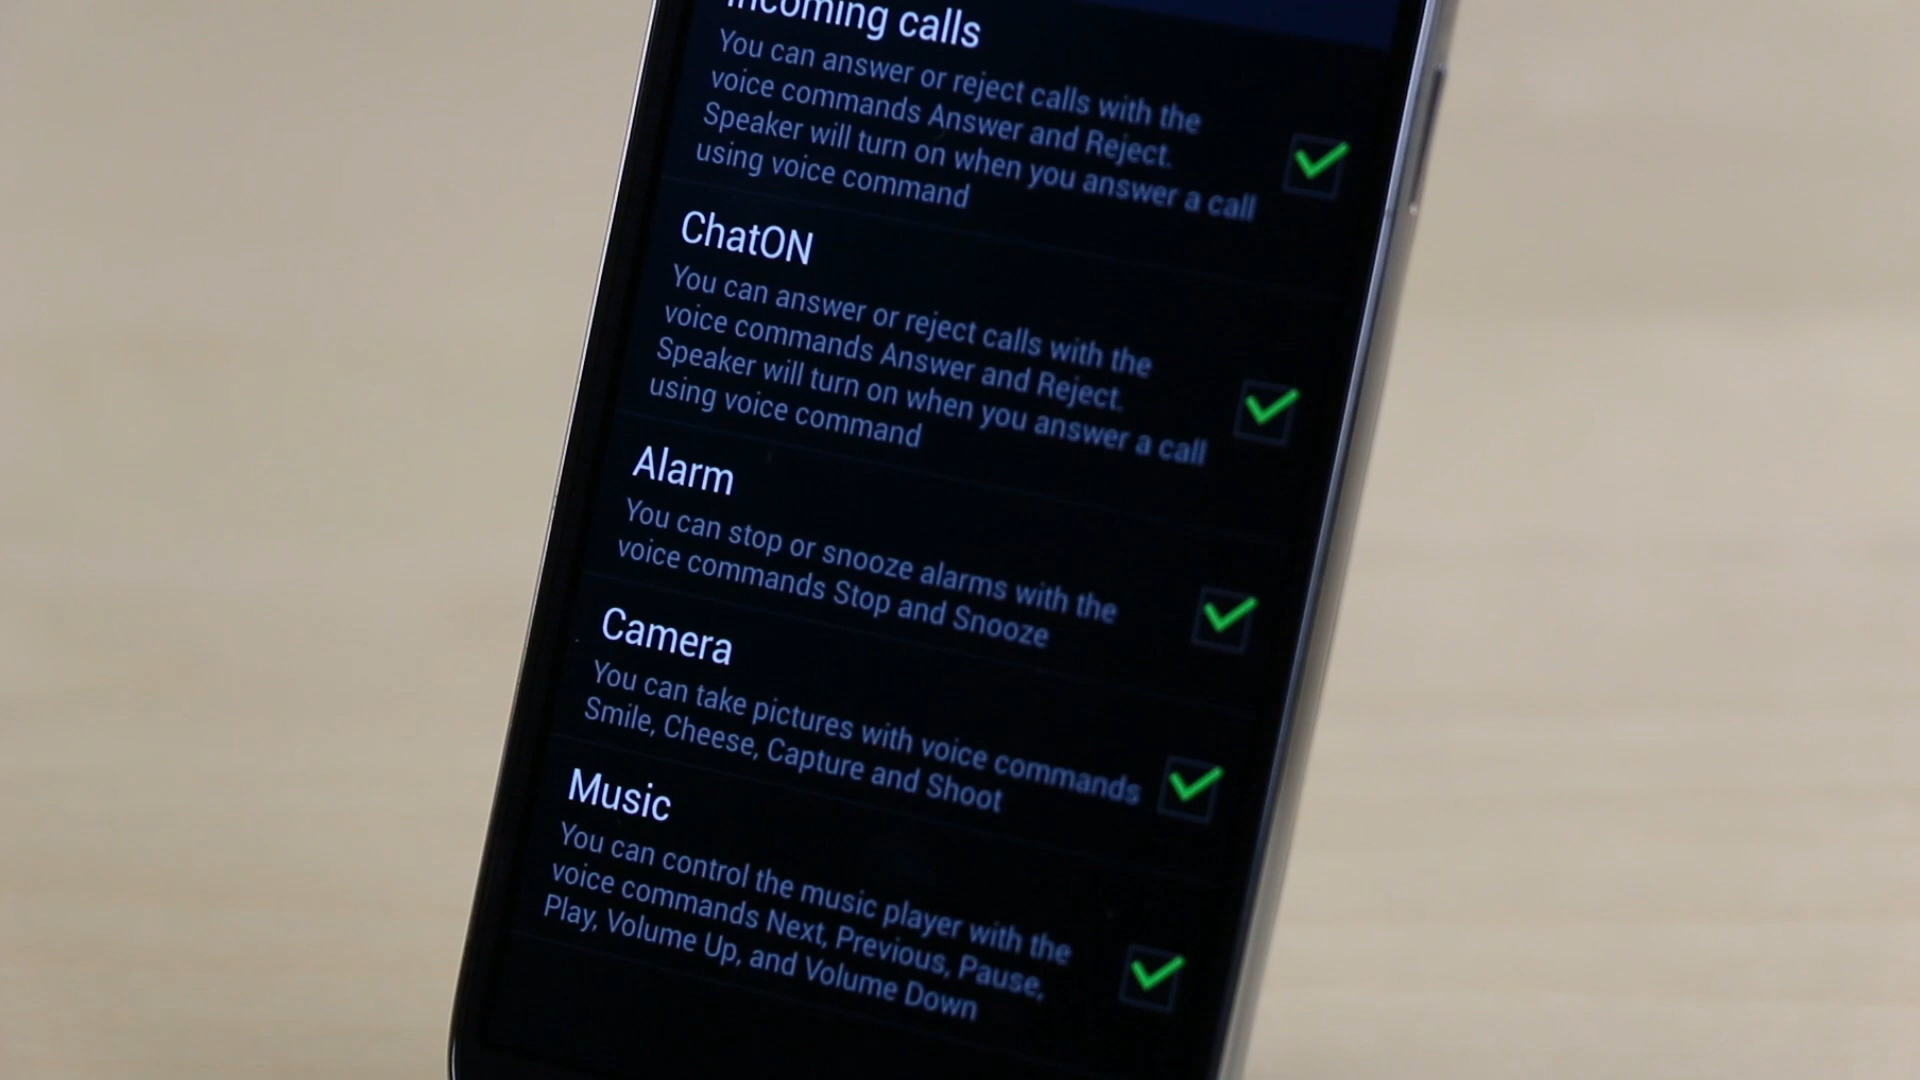 Incoming calls
You can answer or reject calls with the
voice commands Answer and Reject.
Speaker will turn on when you answer a call
using voice command
ChatON
You can answer or reject calls with the
voice commands Answer and Reject.
Speaker will turn on when you answer a call
using voice command
Alarm
You can stop or snooze alarms with the
voice commands Stop and Snooze
Camera
You can take pictures with voice commands
Smile, Cheese, Capture and Shoot
Music
You can control the music player with the
voice commands Next, Previous, Pause,
Play, Volume Up, and Volume Down